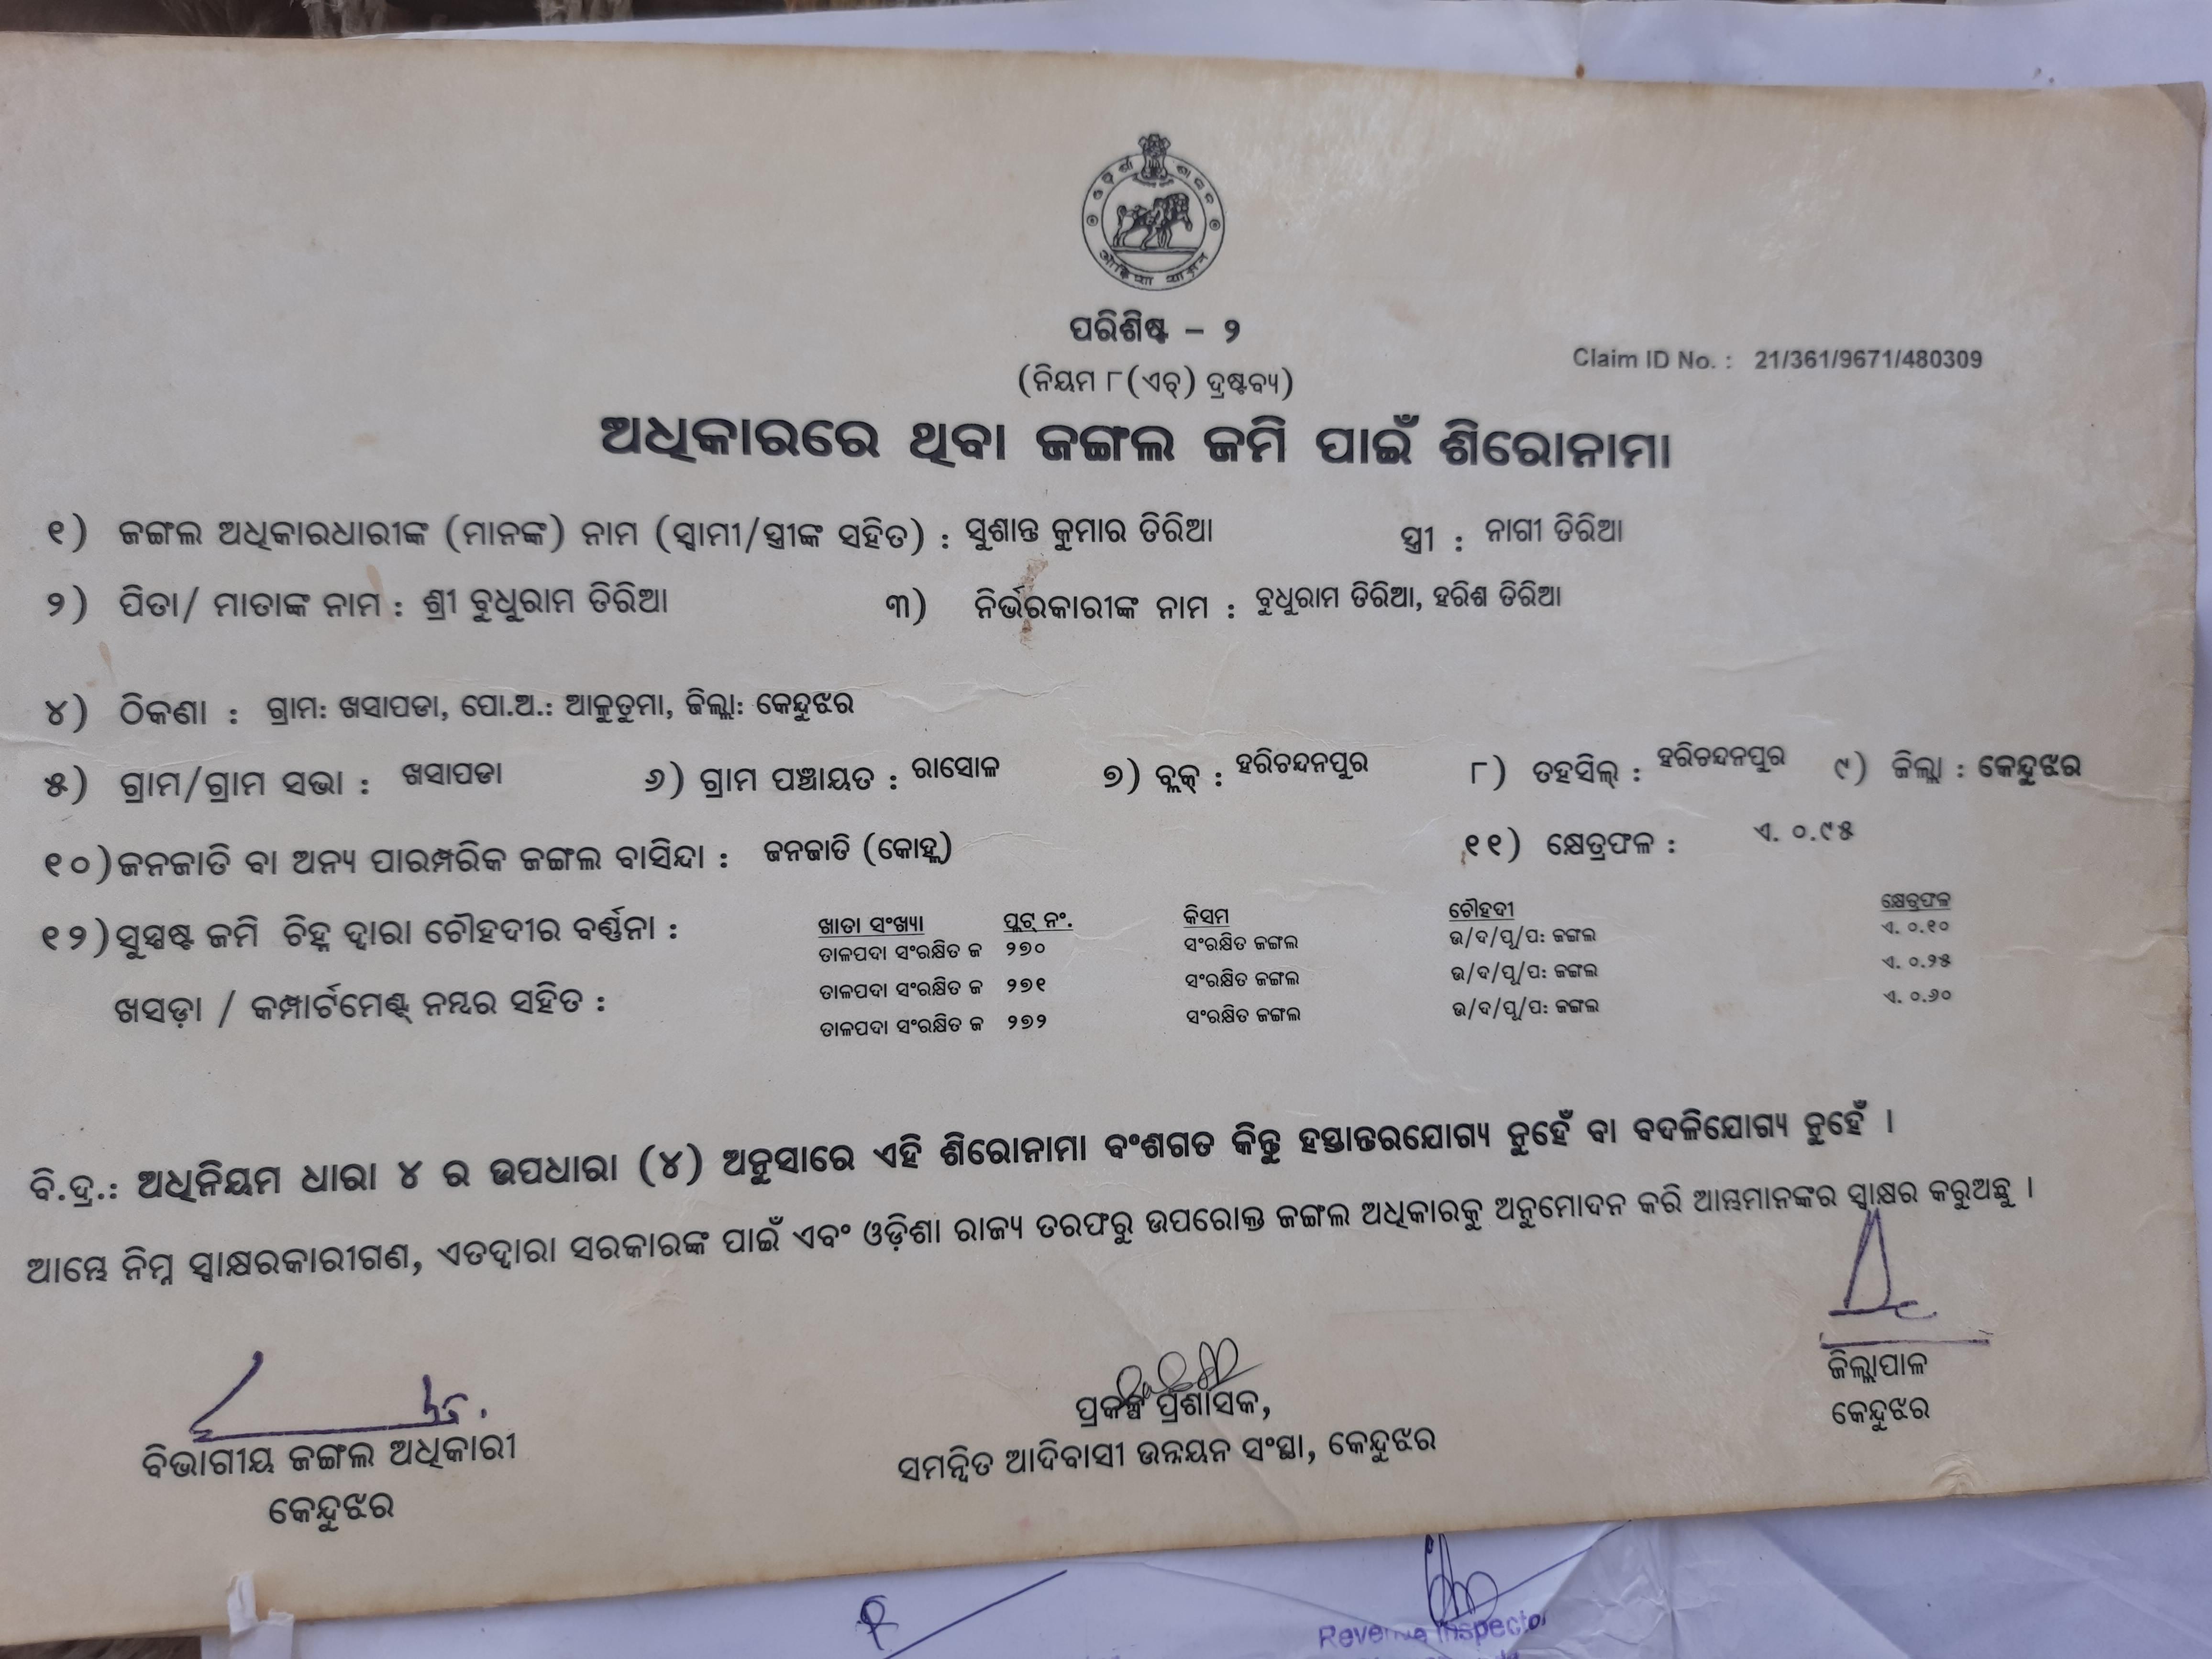 ଓଡ଼ିଶା ଶାସନ
ओड़िशा शासन
ପରିଶିଷ୍ଟ – ୨
Claim ID No. : 21/361/9671/480309
(ନିୟମ ୮(ଏଚ୍) ଦ୍ରଷ୍ଟବ୍ୟ)
ଅଧିକାରରେ ଥିବା ଜଙ୍ଗଲ ଜମି ପାଇଁ ଶିରୋନାମା
୧) ଜଙ୍ଗଲ ଅଧିକାରଧାରୀଙ୍କ (ମାନଙ୍କ) ନାମ (ସ୍ୱାମୀ/ସ୍ତ୍ରୀଙ୍କ ସହିତ) : ସୁଶାନ୍ତ କୁମାର ତିରିଆ ସ୍ତ୍ରୀ : ନାଗୀ ତିରିଆ
୨) ପିତା/ ମାତାଙ୍କ ନାମ : ଶ୍ରୀ ବୁଧୁରାମ ତିରିଆ ୩) ନିର୍ଭରକାରୀଙ୍କ ନାମ : ବୁଧୁରାମ ତିରିଆ, ହରିଶ ତିରିଆ
୪) ଠିକଣା : ଗ୍ରାମ: ଖସାପଡା, ପୋ.ଅ.: ଆକୁତୁମା, ଜିଲ୍ଲା: କେନ୍ଦୁଝର
୫) ଗ୍ରାମ/ଗ୍ରାମ ସଭା : ଖସାପଡା ୬) ଗ୍ରାମ ପଞ୍ଚାୟତ : ରାସୋଳ ୭) ବ୍ଲକ୍ : ହରିଚନ୍ଦନପୁର ୮) ତହସିଲ୍ : ହରିଚନ୍ଦନପୁର ୯) ଜିଲ୍ଲା : କେନ୍ଦୁଝର
୧୦) ଜନଜାତି ବା ଅନ୍ୟ ପାରମ୍ପରିକ ଜଙ୍ଗଲ ବାସିନ୍ଦା : ଜନଜାତି (କୋହ୍ଲ) ୧୧) କ୍ଷେତ୍ରଫଳ : ଏ. ୦.୯୫
୧୨) ସୁସ୍ପଷ୍ଟ ଜମି ଚିହ୍ନ ଦ୍ୱାରା ଚୌହଦୀର ବର୍ଣ୍ଣନା :
ଖସଡ଼ା / କମ୍ପାର୍ଟମେଣ୍ଟ୍ ନମ୍ବର ସହିତ :
ଖାତା ସଂଖ୍ୟା ପ୍ଲଟ୍ ନଂ. କିସମ ଚୌହଦୀ କ୍ଷେତ୍ରଫଳ
ତାଳପଦା ସଂରକ୍ଷିତ ଜ ୨୭୦ ସଂରକ୍ଷିତ ଜଙ୍ଗଲ ଉ/ଦ/ପୂ/ପ: ଜଙ୍ଗଲ ଏ. ୦.୧୦
ତାଳପଦା ସଂରକ୍ଷିତ ଜ ୨୭୧ ସଂରକ୍ଷିତ ଜଙ୍ଗଲ ଉ/ଦ/ପୂ/ପ: ଜଙ୍ଗଲ ଏ. ୦.୨୫
ତାଳପଦା ସଂରକ୍ଷିତ ଜ ୨୭୨ ସଂରକ୍ଷିତ ଜଙ୍ଗଲ ଉ/ଦ/ପୂ/ପ: ଜଙ୍ଗଲ ଏ. ୦.୬୦
ବି.ଦ୍ର.: ଅଧିନିୟମ ଧାରା ୪ ର ଉପଧାରା (୪) ଅନୁସାରେ ଏହି ଶିରୋନାମା ବଂଶଗତ କିନ୍ତୁ ହସ୍ତାନ୍ତରଯୋଗ୍ୟ ନୁହେଁ ବା ବଦଳିଯୋଗ୍ୟ ନୁହେଁ ।
ଆମ୍ଭେ ନିମ୍ନ ସ୍ୱାକ୍ଷରକାରୀଗଣ, ଏତଦ୍ୱାରା ସରକାରଙ୍କ ପାଇଁ ଏବଂ ଓଡ଼ିଶା ରାଜ୍ୟ ତରଫରୁ ଉପରୋକ୍ତ ଜଙ୍ଗଲ ଅଧିକାରକୁ ଅନୁମୋଦନ କରି ଆମ୍ଭମାନଙ୍କର ସ୍ୱାକ୍ଷର କରୁଅଛୁ ।
ବିଭାଗୀୟ ଜଙ୍ଗଲ ଅଧିକାରୀ
କେନ୍ଦୁଝର
ପ୍ରକଳ୍ପ ପ୍ରଶାସକ,
ସମନ୍ୱିତ ଆଦିବାସୀ ଉନ୍ନୟନ ସଂସ୍ଥା, କେନ୍ଦୁଝର
ଜିଲ୍ଲାପାଳ
କେନ୍ଦୁଝର
Revenue Inspector